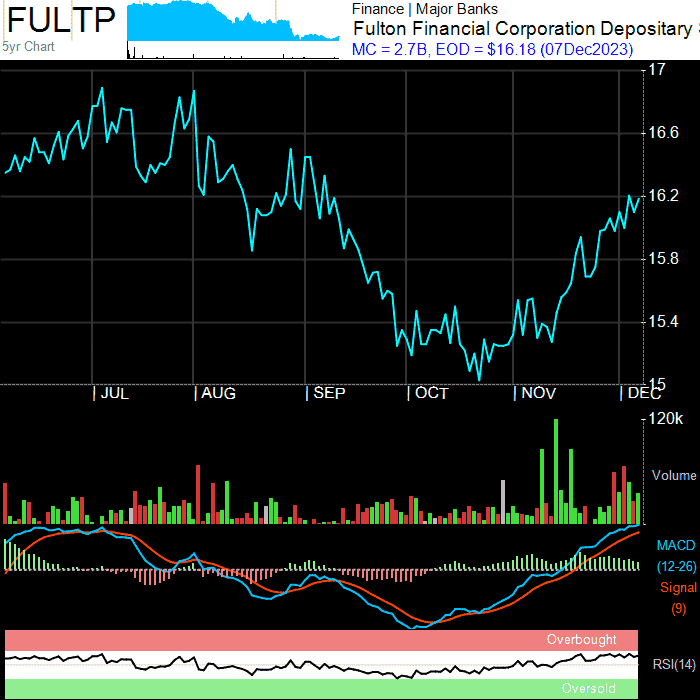 FULTP
5yr Chart
Finance | Major Banks
Fulton Financial Corporation Depositary
MC = 2.7B, EOD = $16.18 (07Dec2023)
17
16.6
16.2
15.8
15.4
15
JUL AUG SEP OCT NOV DEC
120k
Volume
MACD
(12-26)
Signal
(9)
Overbought
RSI(14)
Oversold